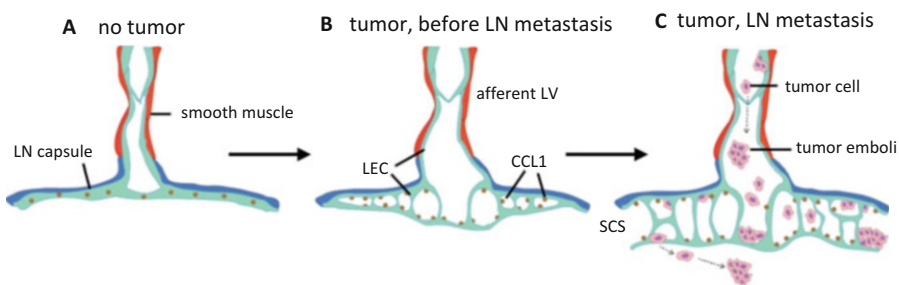 A no tumor
B tumor, before LN metastasis
C tumor, LN metastasis
smooth muscle
LN capsule
afferent LV
LEC
CCL1
tumor cell
tumor emboli
SCS